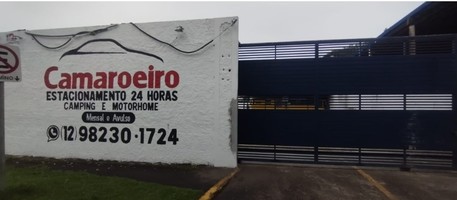 Camaroeiro
ESTACIONAMENTO 24 HORAS
CAMPING E MOTORHOME
Mensal e Avulso
(12) 98230-1724